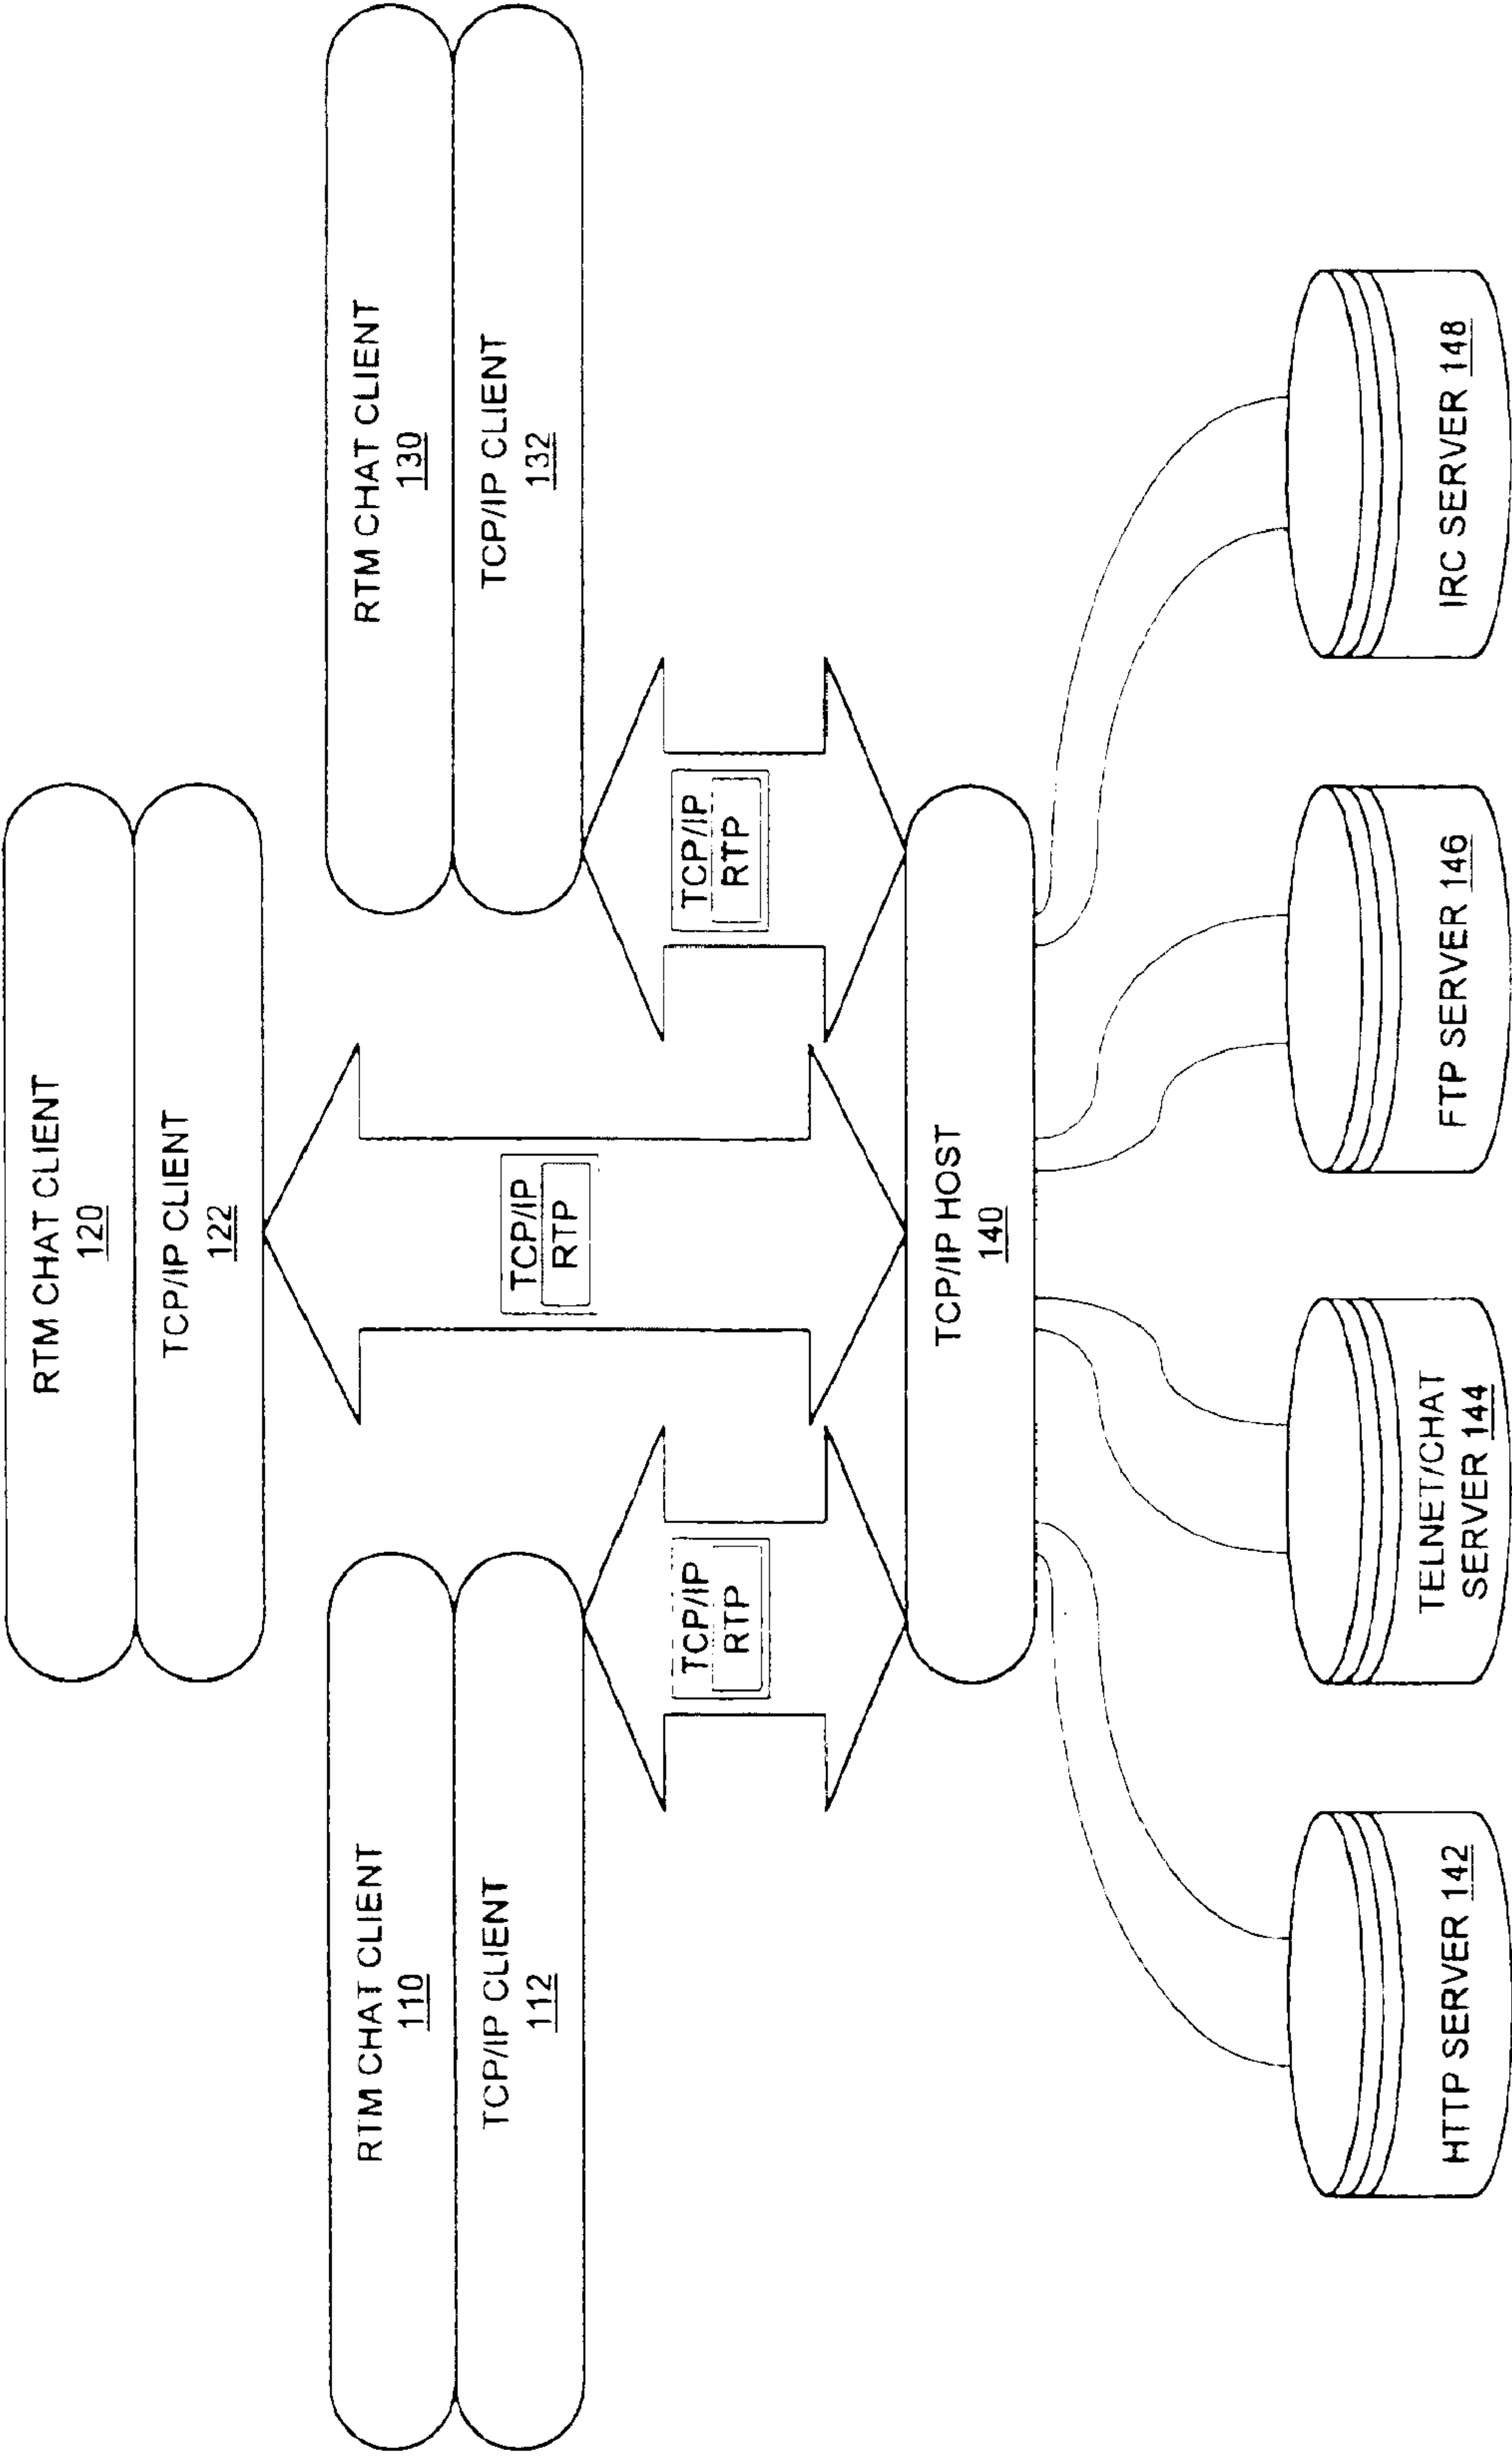 RTM CHAT CLIENT
120
TCP/IP CLIENT
122
RTM CHAT CLIENT
110
TCP/IP CLIENT
112
RTM CHAT CLIENT
130
TCP/IP CLIENT
132
TCP/IP
RTP
TCP/IP
RTP
TCP/IP
RTP
TCP/IP HOST
140
HTTP SERVER 142
TELNET/CHAT
SERVER 144
FTP SERVER 146
IRC SERVER 148